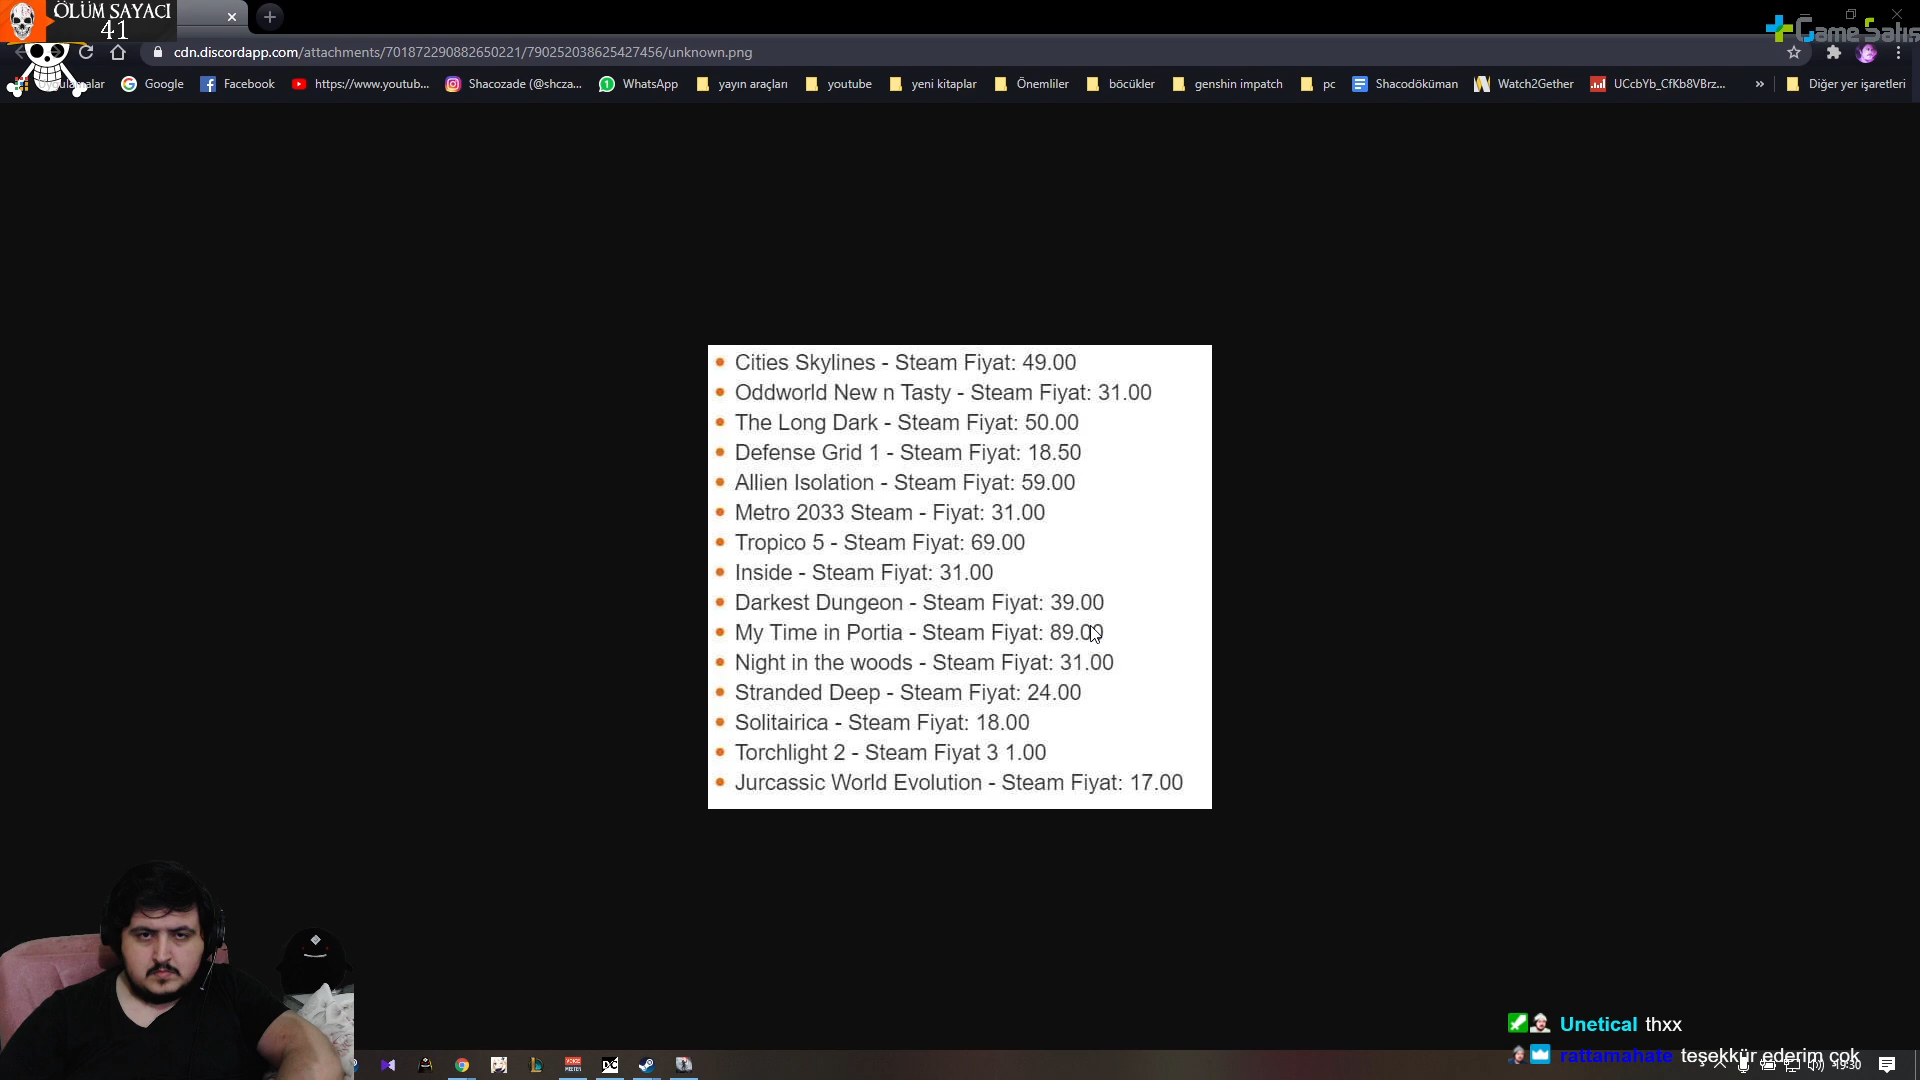 ÖLÜM SAYACI
41
Game Satış
cdn.discordapp.com/attachments/701872290882650221/790252038625427456/unknown.png
Google Facebook https://www.youtub... Shacozade (@shcza... WhatsApp yayın araçları youtube yeni kitaplar Önemliler böcükler genshin impatch pc Shacodöküman Watch2Gether UCcbYb_CfKb8VBrz... » Diğer yer işaretleri
Cities Skylines - Steam Fiyat: 49.00
Oddworld New n Tasty - Steam Fiyat: 31.00
The Long Dark - Steam Fiyat: 50.00
Defense Grid 1 - Steam Fiyat: 18.50
Allien Isolation - Steam Fiyat: 59.00
Metro 2033 Steam - Fiyat: 31.00
Tropico 5 - Steam Fiyat: 69.00
Inside - Steam Fiyat: 31.00
Darkest Dungeon - Steam Fiyat: 39.00
My Time in Portia - Steam Fiyat: 89.00
Night in the woods - Steam Fiyat: 31.00
Stranded Deep - Steam Fiyat: 24.00
Solitairica - Steam Fiyat: 18.00
Torchlight 2 - Steam Fiyat 3 1.00
Jurcassic World Evolution - Steam Fiyat: 17.00
Unetical thxx
rattamahate teşekkür ederim çok
19:30